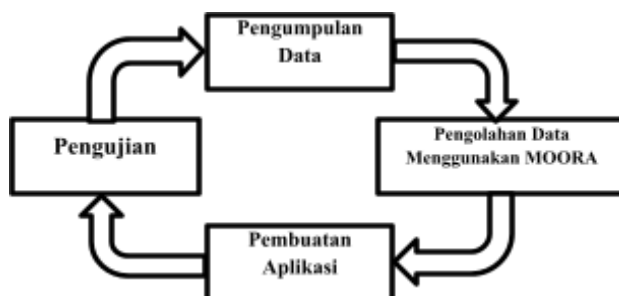 Pengumpulan
Data
Pengolahan Data
Menggunakan MOORA
Pembuatan
Aplikasi
Pengujian